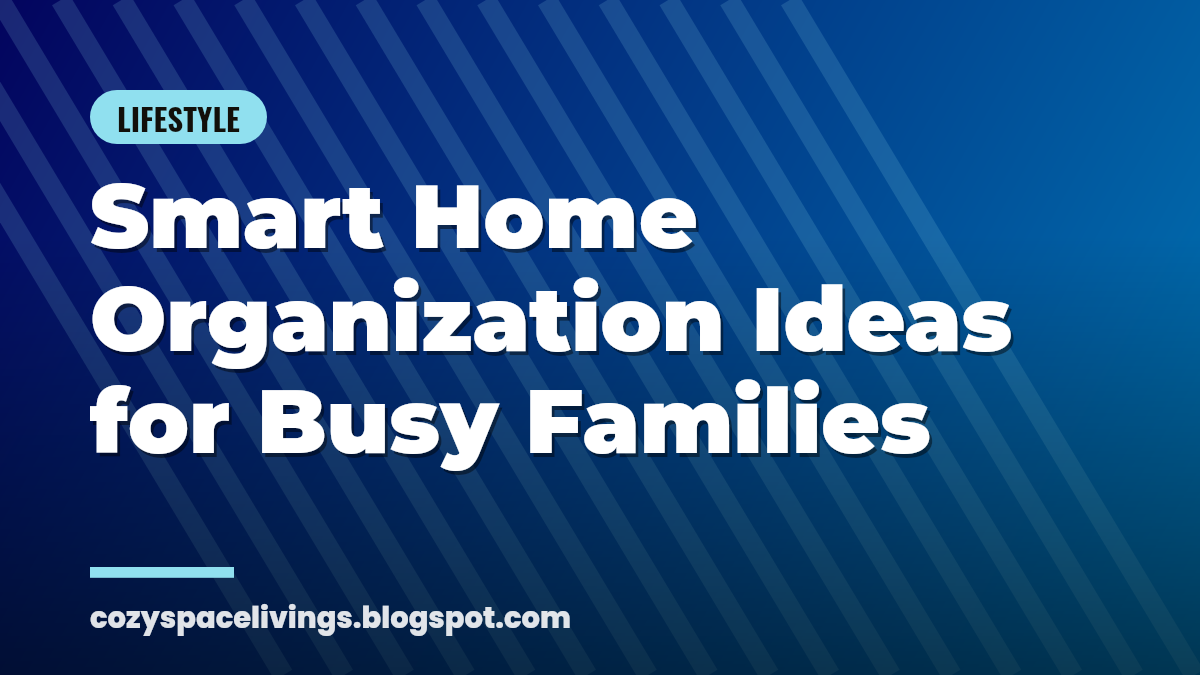 LIFESTYLE
Smart Home
Organization Ideas
for Busy Families
cozyspacelivings.blogspot.com